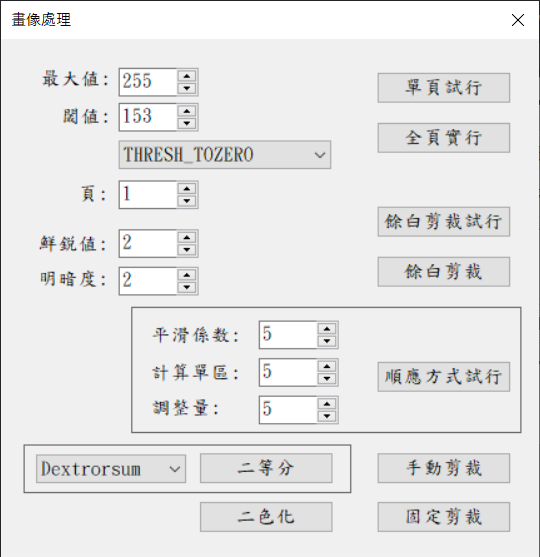 畫像處理
最大值: 255 單頁試行
閾值: 153
全頁實行
THRESH_TOZERO
頁: 1
餘白剪裁試行
鮮鋭値: 2
明暗度: 2 餘白剪裁
平滑係数: 5
計算單區: 5 順應方式試行
調整量: 5
Dextrorsum 二等分 手動剪裁
二色化 固定剪裁